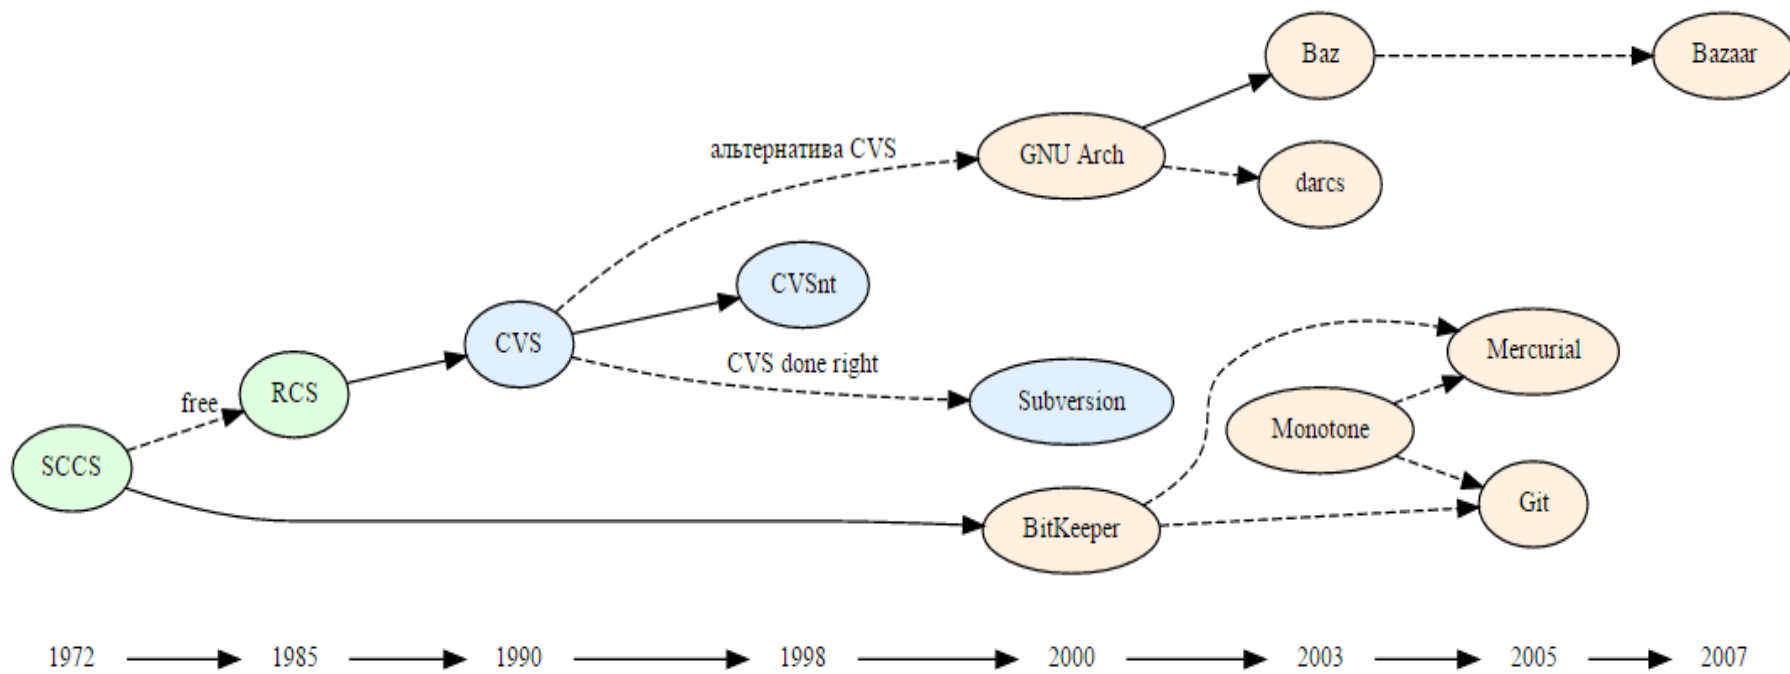 Baz
Bazaar
альтернатива CVS
GNU Arch
darcs
CVSnt
CVS
CVS done right
Mercurial
RCS
free
Subversion
Monotone
SCCS
Git
BitKeeper
1972 1985 1990 1998 2000 2003 2005 2007